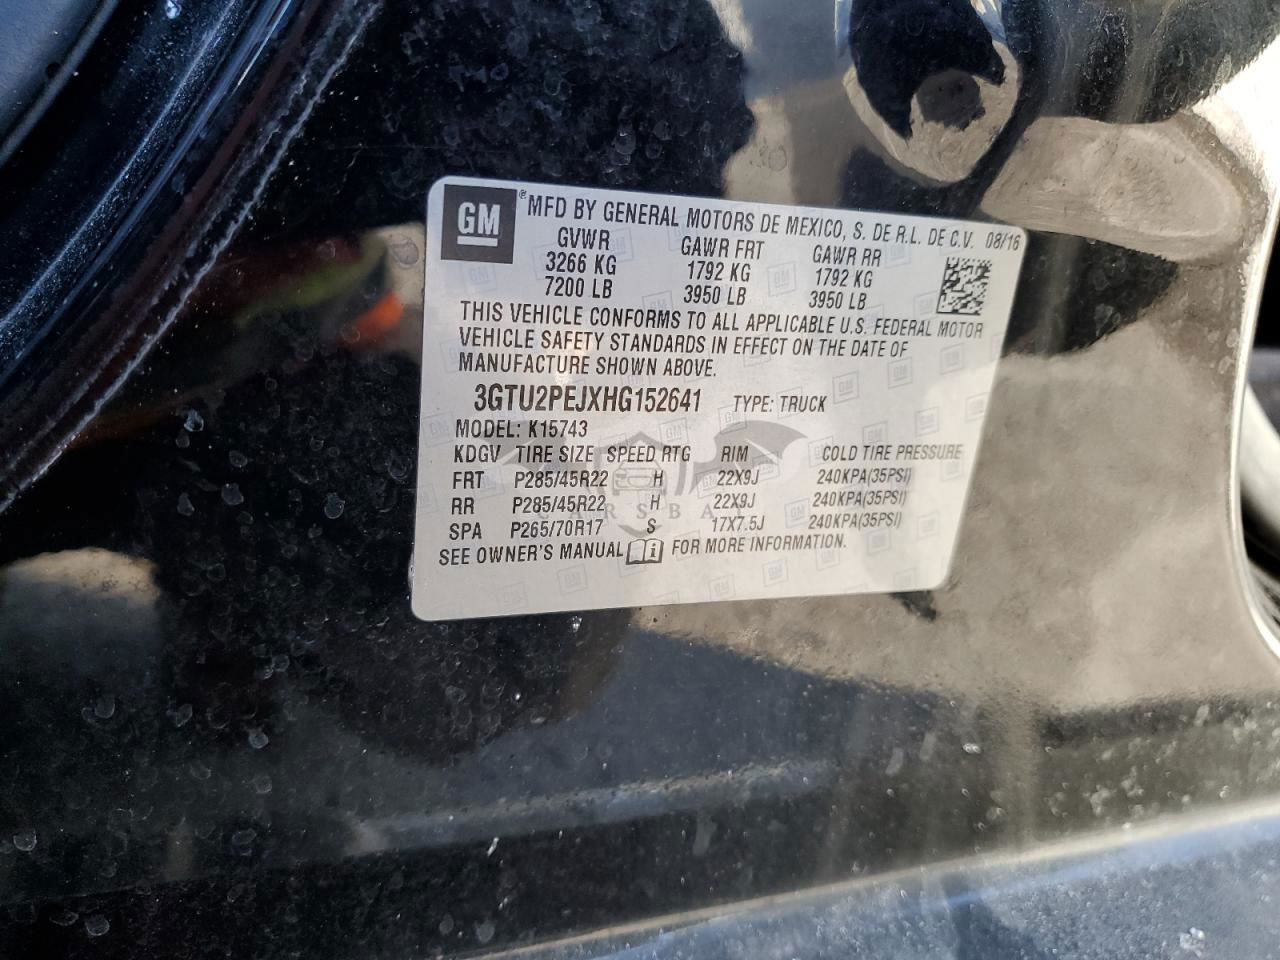 GM ® MFD BY GENERAL MOTORS DE MEXICO, S. DE R.L. DE C.V. 08/16
GVWR GAWR FRT GAWR RR
3266 KG 1792 KG 1792 KG
7200 LB 3950 LB 3950 LB
THIS VEHICLE CONFORMS TO ALL APPLICABLE U.S. FEDERAL MOTOR
VEHICLE SAFETY STANDARDS IN EFFECT ON THE DATE OF
MANUFACTURE SHOWN ABOVE.
3GTU2PEJXHG152641 TYPE: TRUCK
MODEL: K15743
KDGV TIRE SIZE SPEED RTG RIM COLD TIRE PRESSURE
FRT P285/45R22 H 22X9J 240KPA(35PSI)
RR P285/45R22 H 22X9J 240KPA(35PSI)
CARSBAT
SPA P265/70R17 S 17X7.5J 240KPA(35PSI)
SEE OWNER'S MANUAL i FOR MORE INFORMATION.